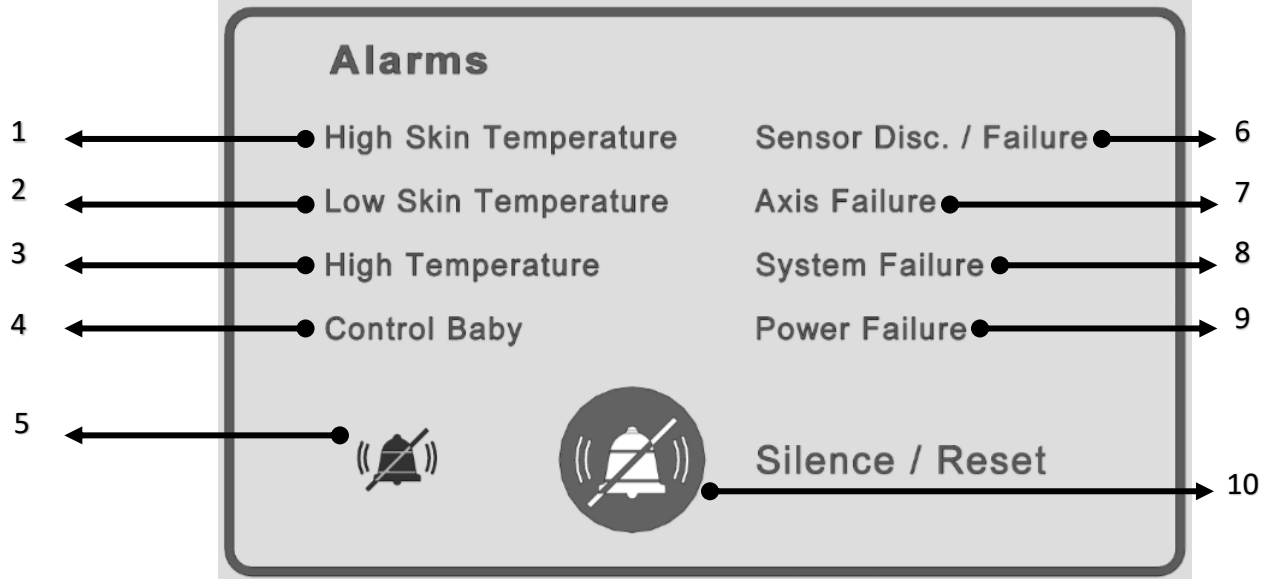 Alarms
1 High Skin Temperature Sensor Disc. / Failure 6
2 Low Skin Temperature Axis Failure 7
3 High Temperature System Failure 8
4 Control Baby Power Failure 9
5
Silence / Reset
10